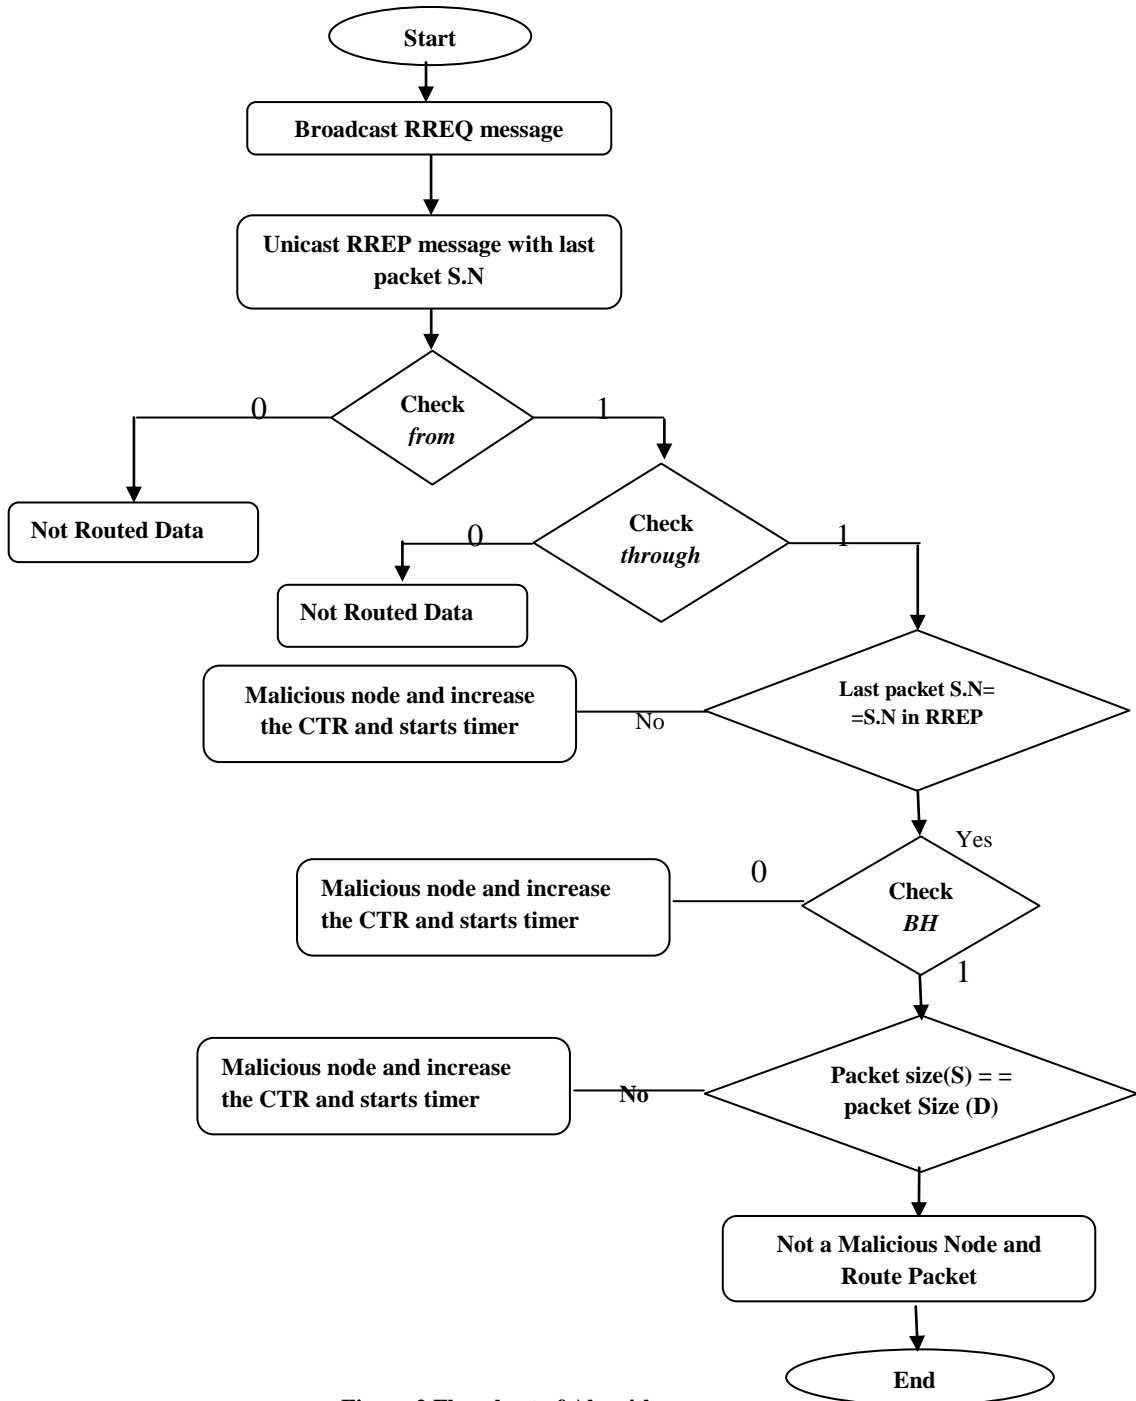 Start
Broadcast RREQ message
Unicast RREP message with last
packet S.N
Check
from
0
1
Not Routed Data
Check
through
0
1
Not Routed Data
Last packet S.N=
=S.N in RREP
Malicious node and increase
the CTR and starts timer
No
Yes
Check
BH
0
Malicious node and increase
the CTR and starts timer
1
Packet size(S) = =
packet Size (D)
Malicious node and increase
the CTR and starts timer
No
Not a Malicious Node and
Route Packet
End